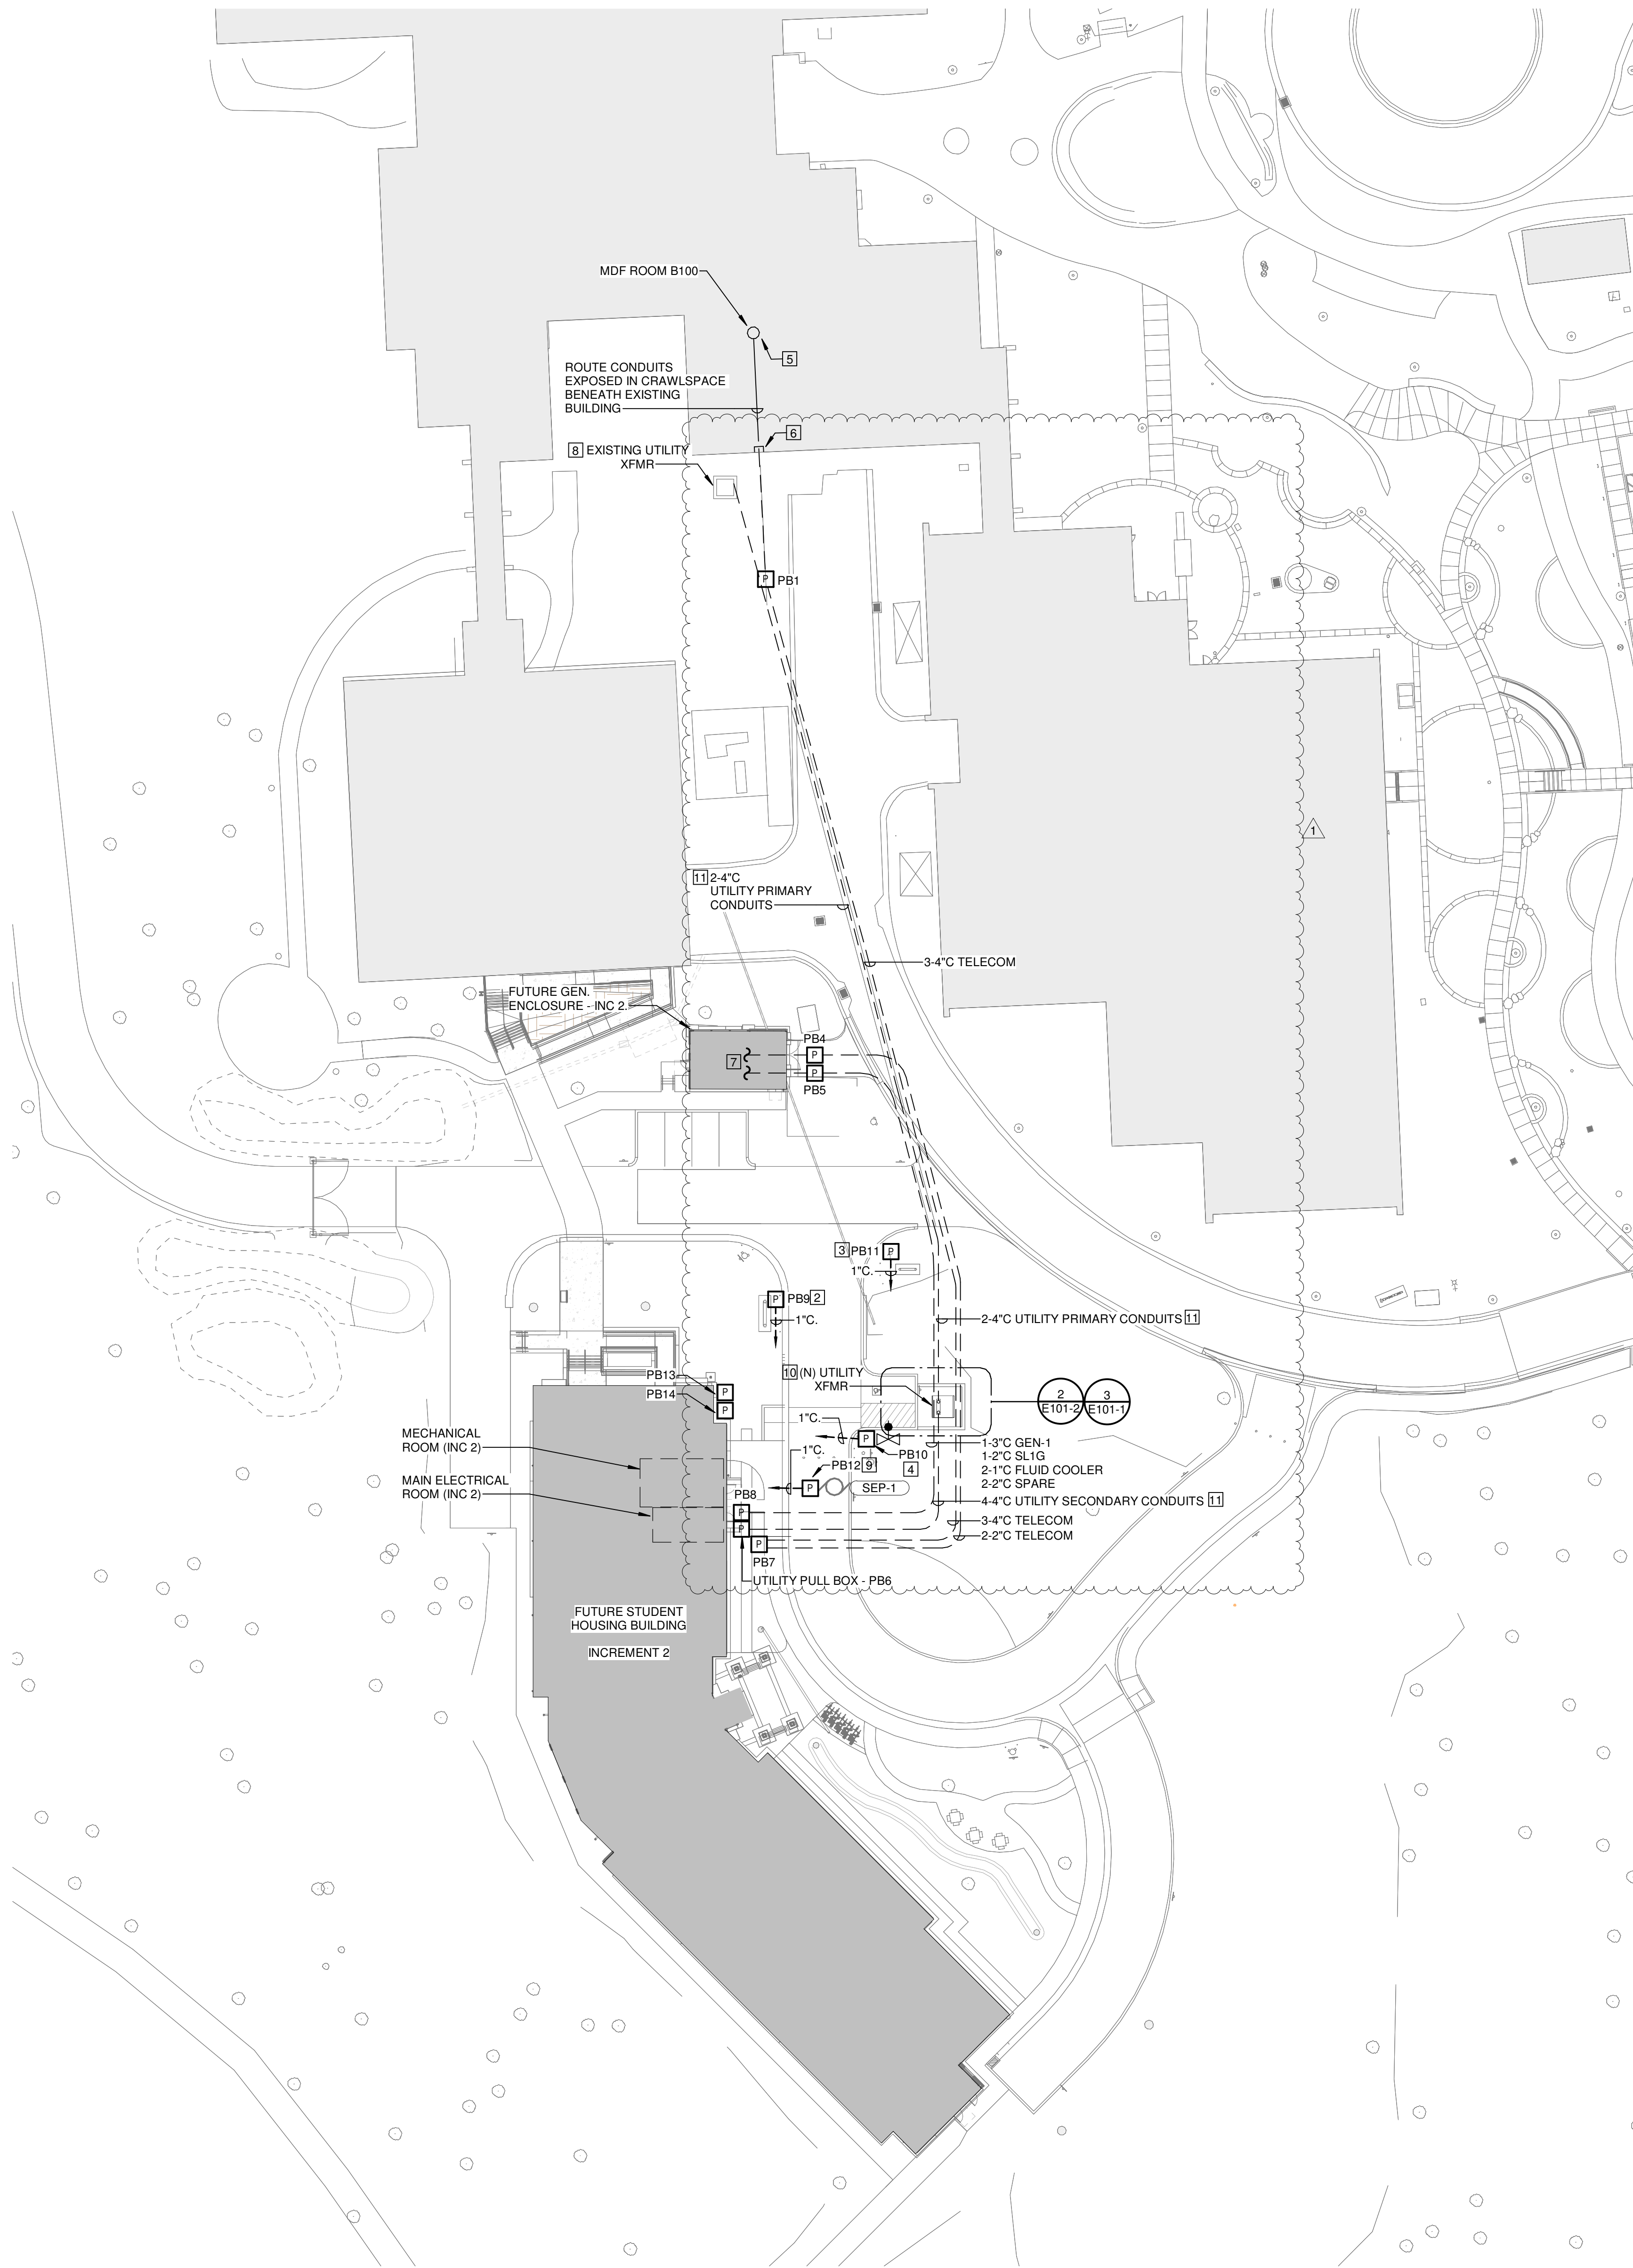 MDF ROOM B100
5
ROUTE CONDUITS
EXPOSED IN CRAWLSPACE
BENEATH EXISTING
BUILDING
6
8 EXISTING UTILITY
XFMR
P PB1
1
11 2-4"C
UTILITY PRIMARY
CONDUITS
3-4"C TELECOM
FUTURE GEN.
ENCLOSURE - INC 2.
PB4
P
7
P
PB5
3 PB11 P
1"C.
P PB9 2
1"C.
2-4"C UTILITY PRIMARY CONDUITS 11
10 (N) UTILITY
XFMR
PB13 P
PB14 P
2
E101-2
3
E101-1
1"C.
P
PB10
4
1"C.
PB12 9
P
SEP-1
MECHANICAL
ROOM (INC 2)
MAIN ELECTRICAL
ROOM (INC 2)
1-3"C GEN-1
1-2"C SL1G
2-1"C FLUID COOLER
2-2"C SPARE
4-4"C UTILITY SECONDARY CONDUITS 11
3-4"C TELECOM
2-2"C TELECOM
PB8
P
P
P
PB7
UTILITY PULL BOX - PB6
FUTURE STUDENT
HOUSING BUILDING
INCREMENT 2